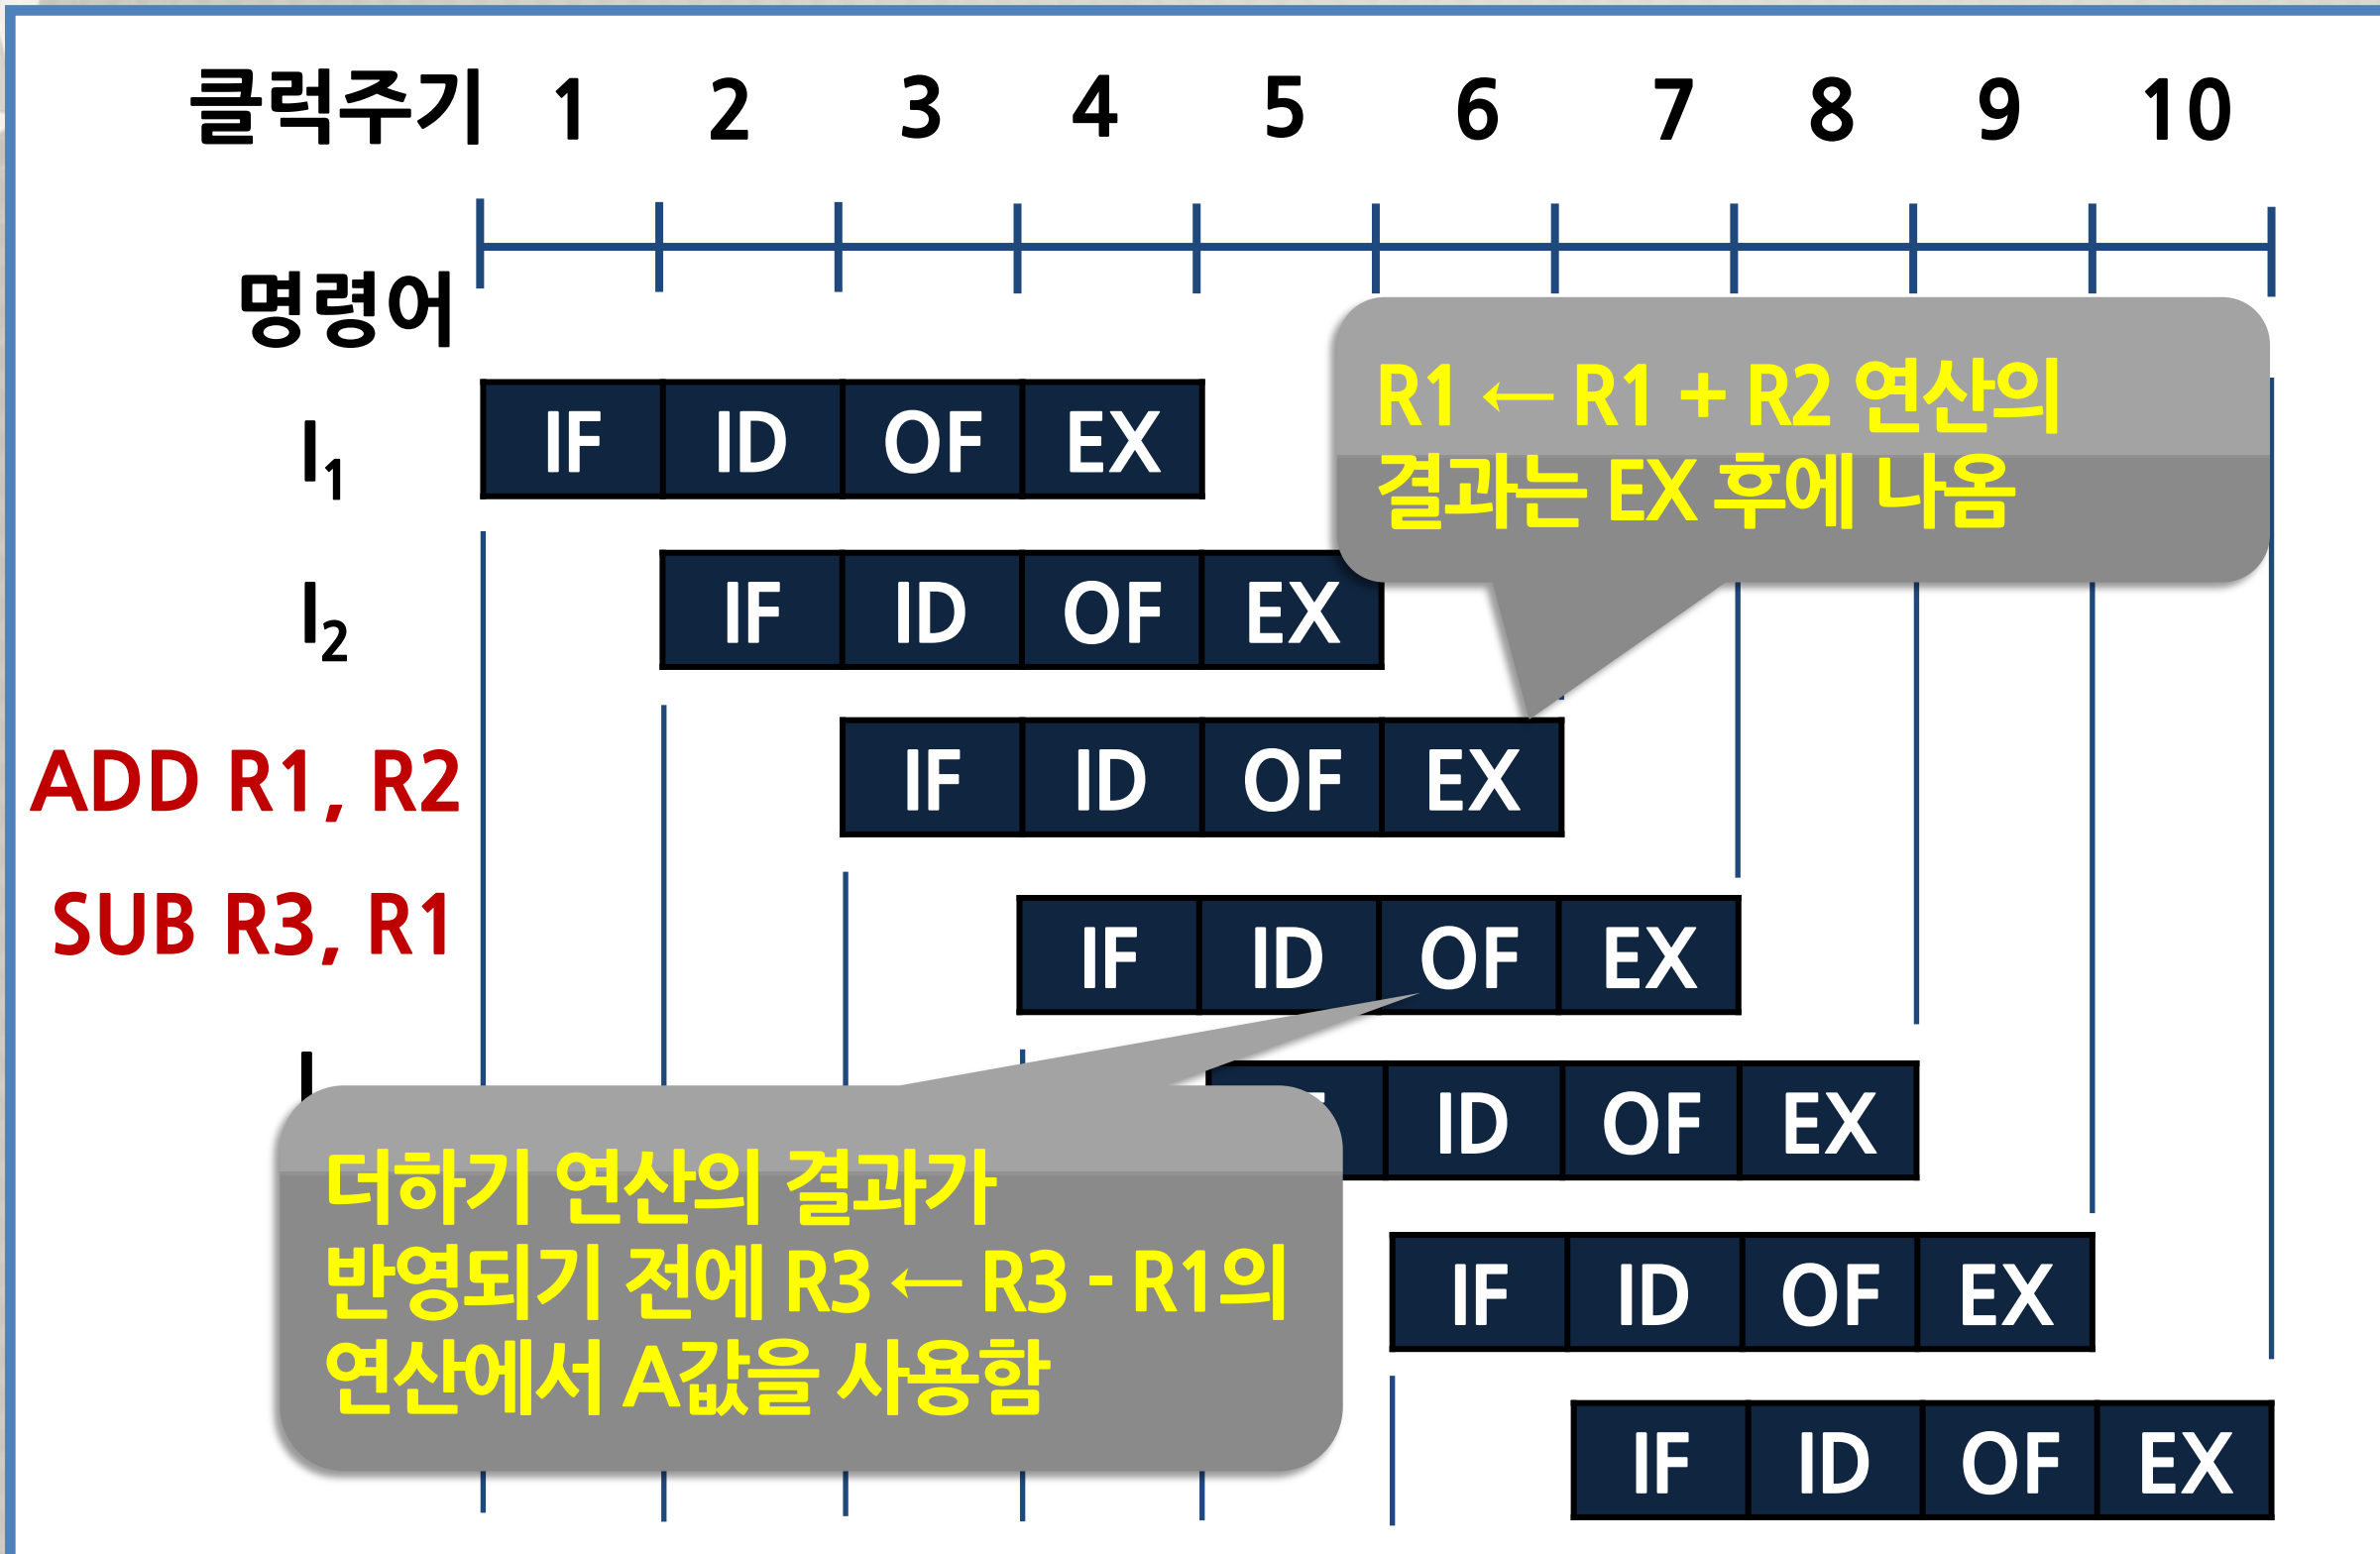 클럭주기 1 2 3 4 5 6 7 8 9 10
명령어
I1 IF ID OF EX
R1 ← R1 + R2 연산의
결과는 EX 후에 나옴
I2 IF ID OF EX
ADD R1, R2 IF ID OF EX
SUB R3, R1 IF ID OF EX
ID OF EX
더하기 연산의 결과가
반영되기 전에 R3 ← R3 - R1의
연산에서 A값을 사용함
IF ID OF EX
IF ID OF EX